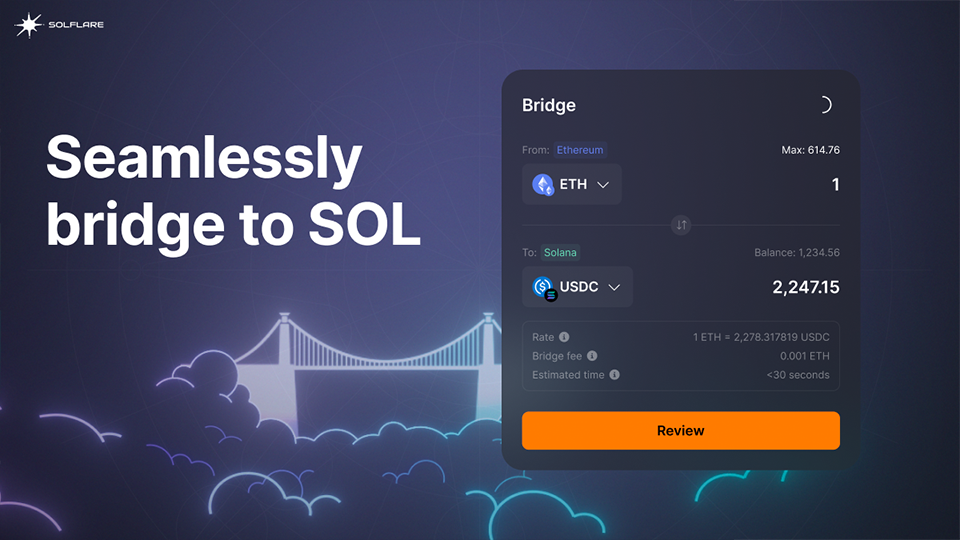 SOLFLARE
Seamlessly
bridge to SOL
Bridge
From: Ethereum
Max: 614.76
ETH
1
To: Solana
Balance: 1,234.56
USDC
2,247.15
Rate
1 ETH = 2,278.317819 USDC
Bridge fee
0.001 ETH
Estimated time
<30 seconds
Review